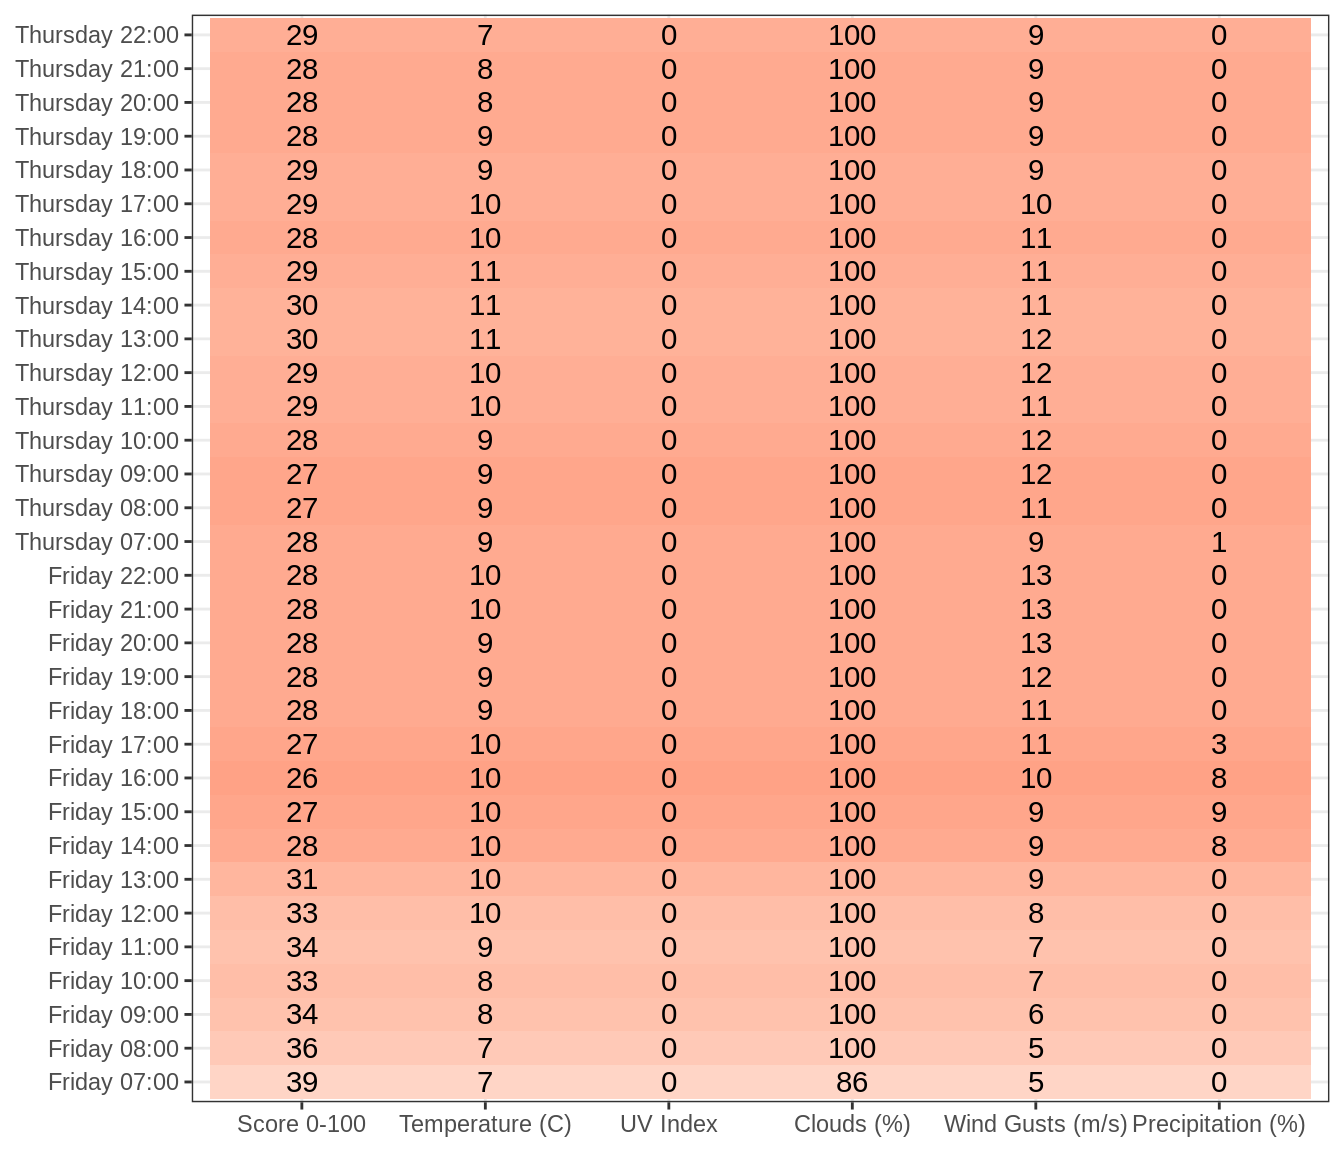 Thursday 22:00 29 7 0 100 9 0
Thursday 21:00 28 8 0 100 9 0
Thursday 20:00 28 8 0 100 9 0
Thursday 19:00 28 9 0 100 9 0
Thursday 18:00 29 9 0 100 9 0
Thursday 17:00 29 10 0 100 10 0
Thursday 16:00 28 10 0 100 11 0
Thursday 15:00 29 11 0 100 11 0
Thursday 14:00 30 11 0 100 11 0
Thursday 13:00 30 11 0 100 12 0
Thursday 12:00 29 10 0 100 12 0
Thursday 11:00 29 10 0 100 11 0
Thursday 10:00 28 9 0 100 12 0
Thursday 09:00 27 9 0 100 12 0
Thursday 08:00 27 9 0 100 11 0
Thursday 07:00 28 9 0 100 9 1
Friday 22:00 28 10 0 100 13 0
Friday 21:00 28 10 0 100 13 0
Friday 20:00 28 9 0 100 13 0
Friday 19:00 28 9 0 100 12 0
Friday 18:00 28 9 0 100 11 0
Friday 17:00 27 10 0 100 11 3
Friday 16:00 26 10 0 100 10 8
Friday 15:00 27 10 0 100 9 9
Friday 14:00 28 10 0 100 9 8
Friday 13:00 31 10 0 100 9 0
Friday 12:00 33 10 0 100 8 0
Friday 11:00 34 9 0 100 7 0
Friday 10:00 33 8 0 100 7 0
Friday 09:00 34 8 0 100 6 0
Friday 08:00 36 7 0 100 5 0
Friday 07:00 39 7 0 86 5 0
Score 0-100 Temperature (C) UV Index Clouds (%) Wind Gusts (m/s) Precipitation (%)